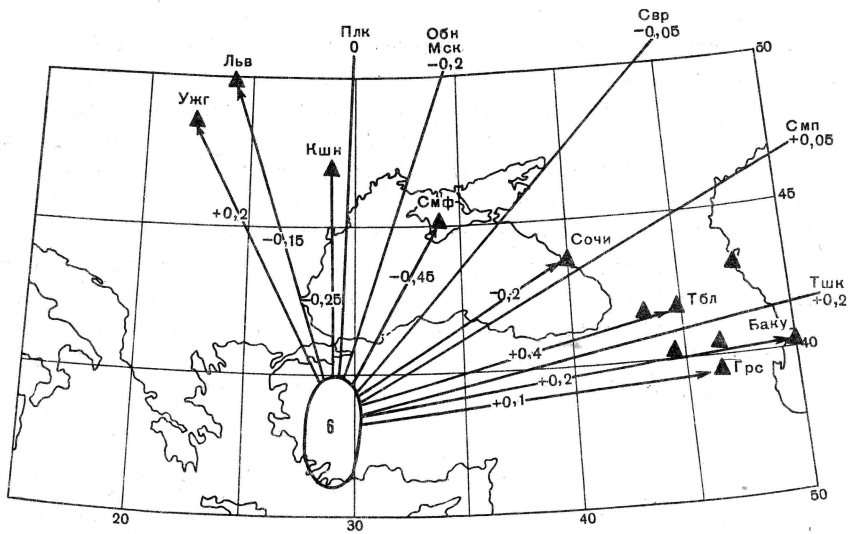 Плк
0
Обн
Мск
-0,2
Свр
-0,05
50
Льв
Ужг
Кшн
Смп
+0,05
45
Смф
+0,2
-0,15
-0,25
-0,45
Сочи
-0,2
Тшк
+0,2
Тбл
Баку
40
+0,4
+0,2
Грс
+0,1
6
20
30
40
50